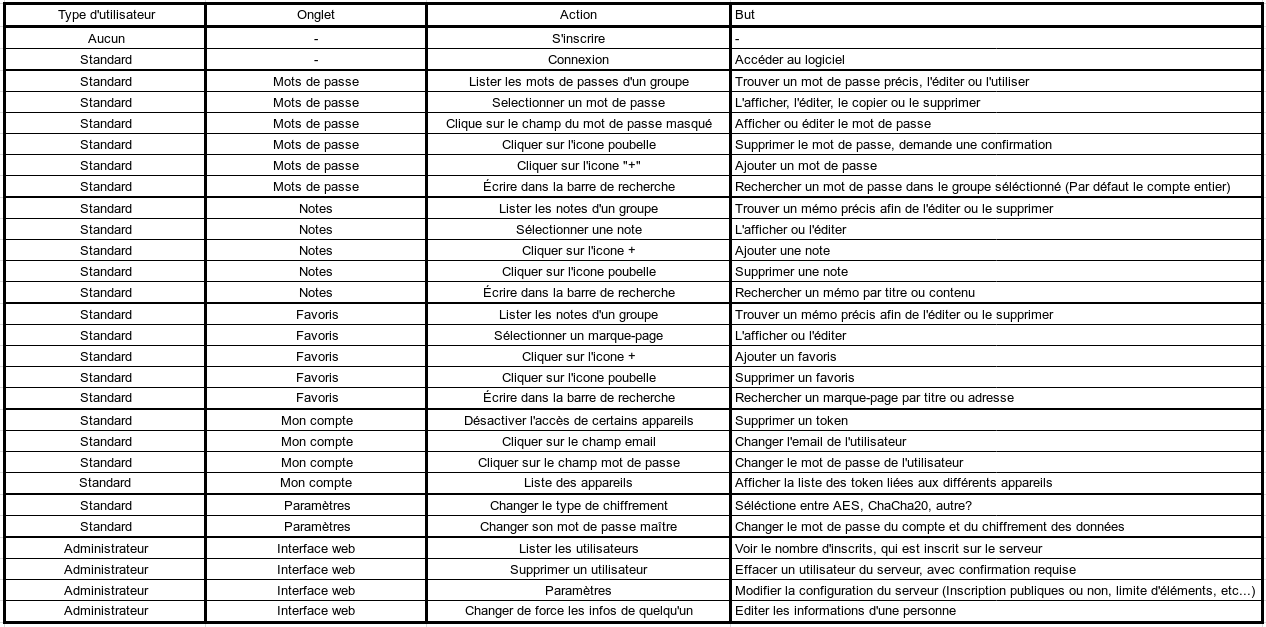 Type d'utilisateur Onglet Action But
Aucun - S'inscrire -
Standard - Connexion Accéder au logiciel
Standard Mots de passe Lister les mots de passes d'un groupe Trouver un mot de passe précis, l'éditer ou l'utiliser
Standard Mots de passe Selectionner un mot de passe L'afficher, l'éditer, le copier ou le supprimer
Standard Mots de passe Clique sur le champ du mot de passe masqué Afficher ou éditer le mot de passe
Standard Mots de passe Cliquer sur l'icone poubelle Supprimer le mot de passe, demande une confirmation
Standard Mots de passe Cliquer sur l'icone "+" Ajouter un mot de passe
Standard Mots de passe Écrire dans la barre de recherche Rechercher un mot de passe dans le groupe séléctionné (Par défaut le compte entier)
Standard Notes Lister les notes d'un groupe Trouver un mémo précis afin de l'éditer ou le supprimer
Standard Notes Sélectionner une note L'afficher ou l'éditer
Standard Notes Cliquer sur l'icone + Ajouter une note
Standard Notes Cliquer sur l'icone poubelle Supprimer une note
Standard Notes Écrire dans la barre de recherche Rechercher un mémo par titre ou contenu
Standard Favoris Lister les notes d'un groupe Trouver un mémo précis afin de l'éditer ou le supprimer
Standard Favoris Sélectionner un marque-page L'afficher ou l'éditer
Standard Favoris Cliquer sur l'icone + Ajouter un favoris
Standard Favoris Cliquer sur l'icone poubelle Supprimer un favoris
Standard Favoris Écrire dans la barre de recherche Rechercher un marque-page par titre ou adresse
Standard Mon compte Désactiver l'accès de certains appareils Supprimer un token
Standard Mon compte Cliquer sur le champ email Changer l'email de l'utilisateur
Standard Mon compte Cliquer sur le champ mot de passe Changer le mot de passe de l'utilisateur
Standard Mon compte Liste des appareils Afficher la liste des token liées aux différents appareils
Standard Paramètres Changer le type de chiffrement Séléctione entre AES, ChaCha20, autre?
Standard Paramètres Changer son mot de passe maître Changer le mot de passe du compte et du chiffrement des données
Administrateur Interface web Lister les utilisateurs Voir le nombre d'inscrits, qui est inscrit sur le serveur
Administrateur Interface web Supprimer un utilisateur Effacer un utilisateur du serveur, avec confirmation requise
Administrateur Interface web Paramètres Modifier la configuration du serveur (Inscription publiques ou non, limite d'éléments, etc...)
Administrateur Interface web Changer de force les infos de quelqu'un Editer les informations d'une personne